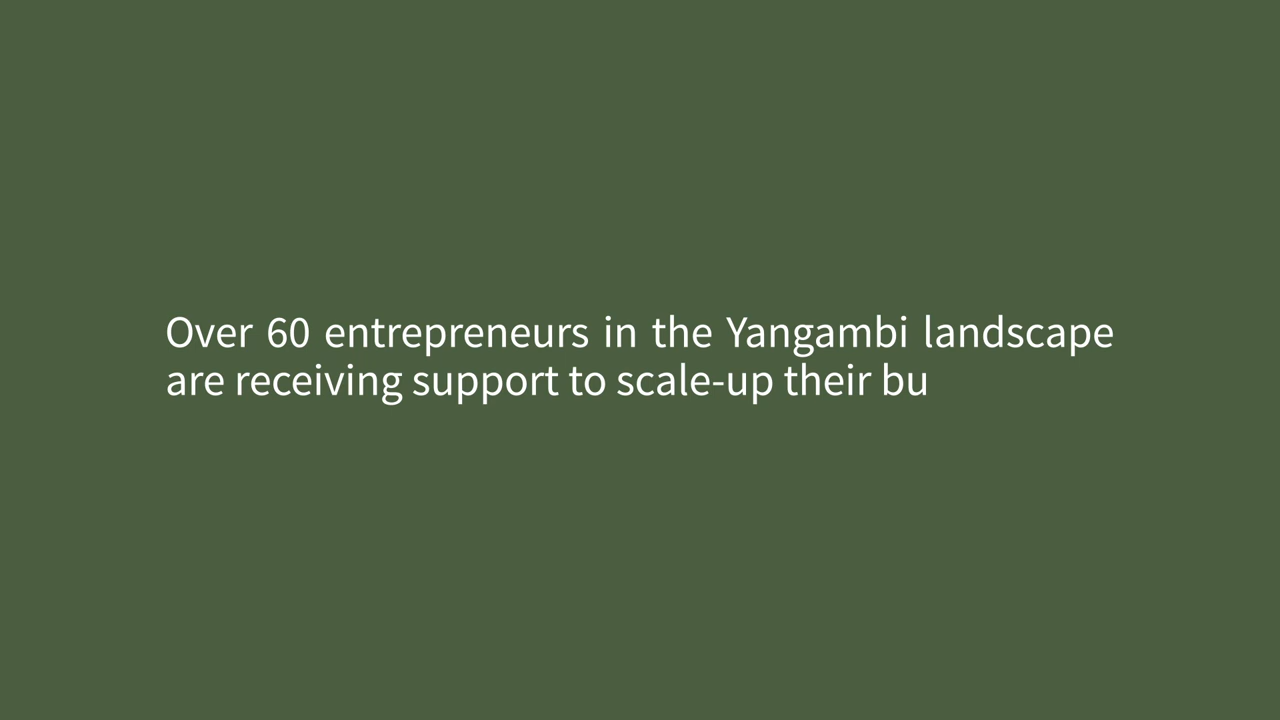 Over 60 entrepreneurs in the Yangambi landscape
are receiving support to scale-up their bu